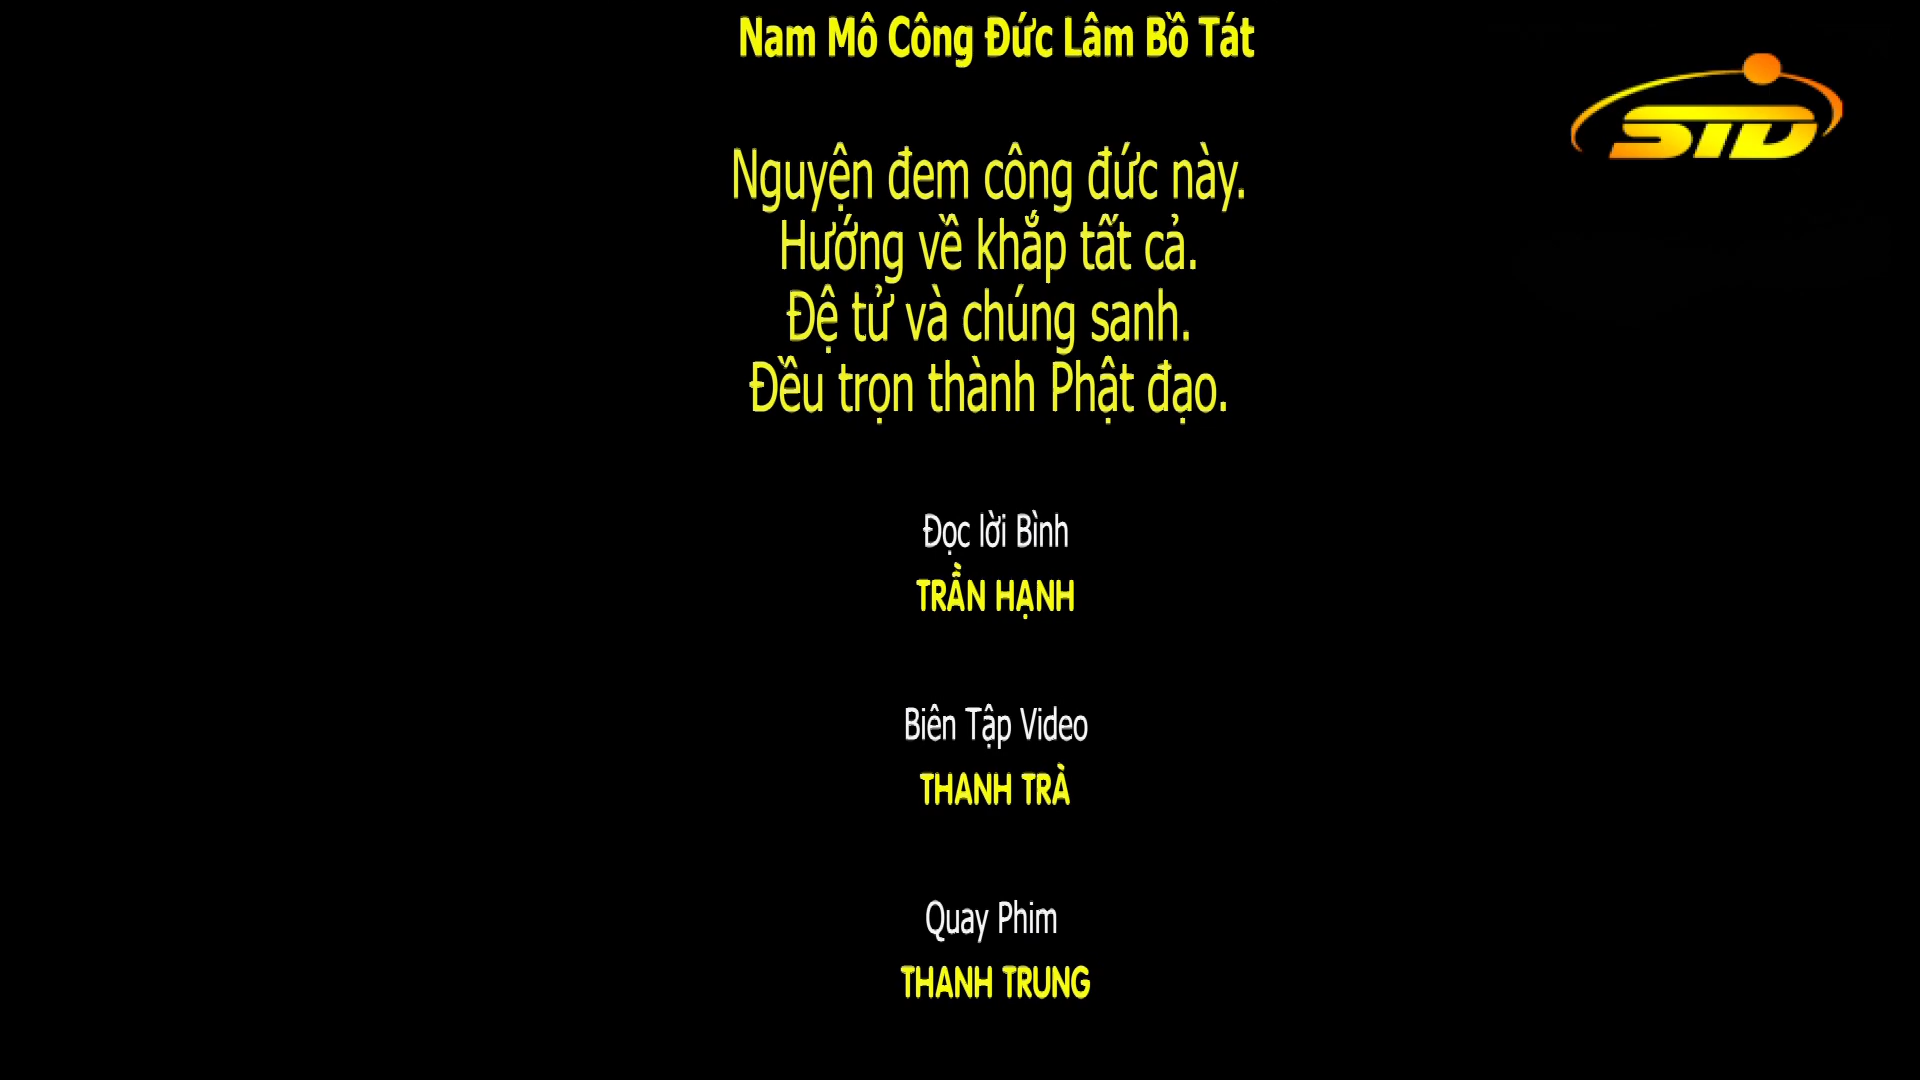 Nam Mô Công Đức Lâm Bồ Tát
STD
Nguyện đem công đức này.
Hướng về khắp tất cả.
Đệ tử và chúng sanh.
Đều trọn thành Phật đạo.
Đọc lời Bình
TRẦN HẠNH
Biên Tập Video
THANH TRÀ
Quay Phim
THANH TRUNG